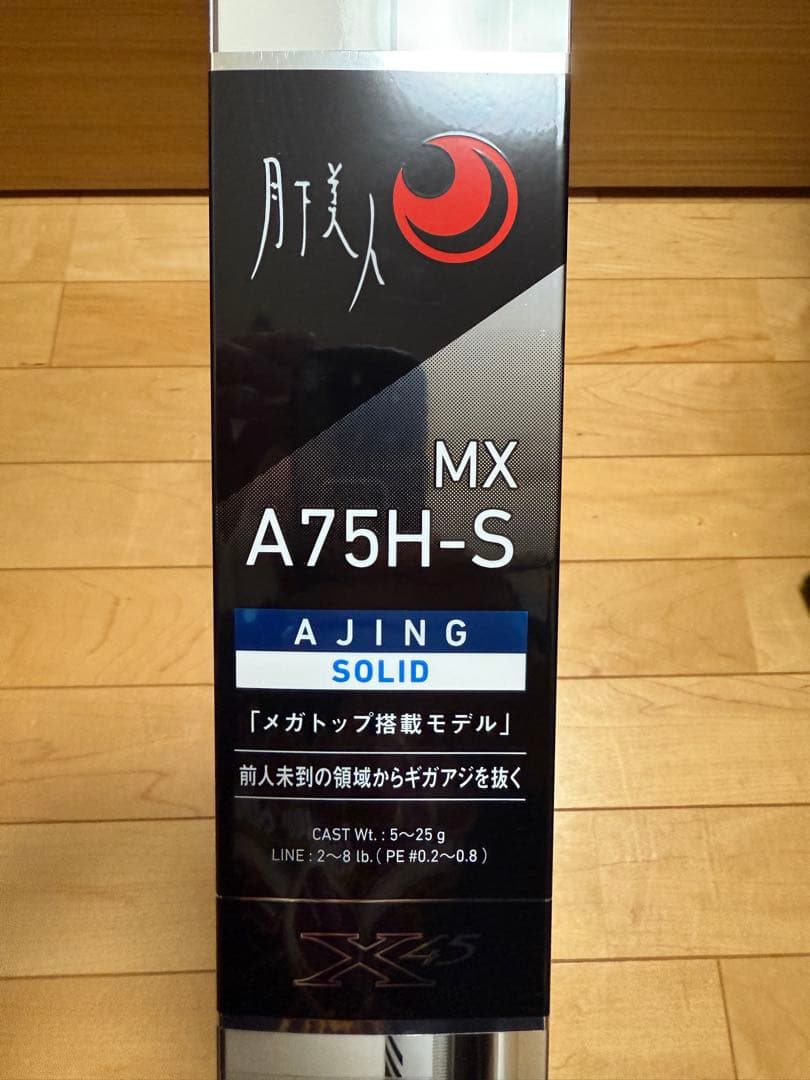 月下美人
MX
A75H-S
AJING
SOLID
「メガトップ搭載モデル」
前人未到の領域からギガアジを抜く
CAST Wt. : 5〜25 g
LINE : 2〜8 lb. ( PE #0.2〜0.8 )
X45